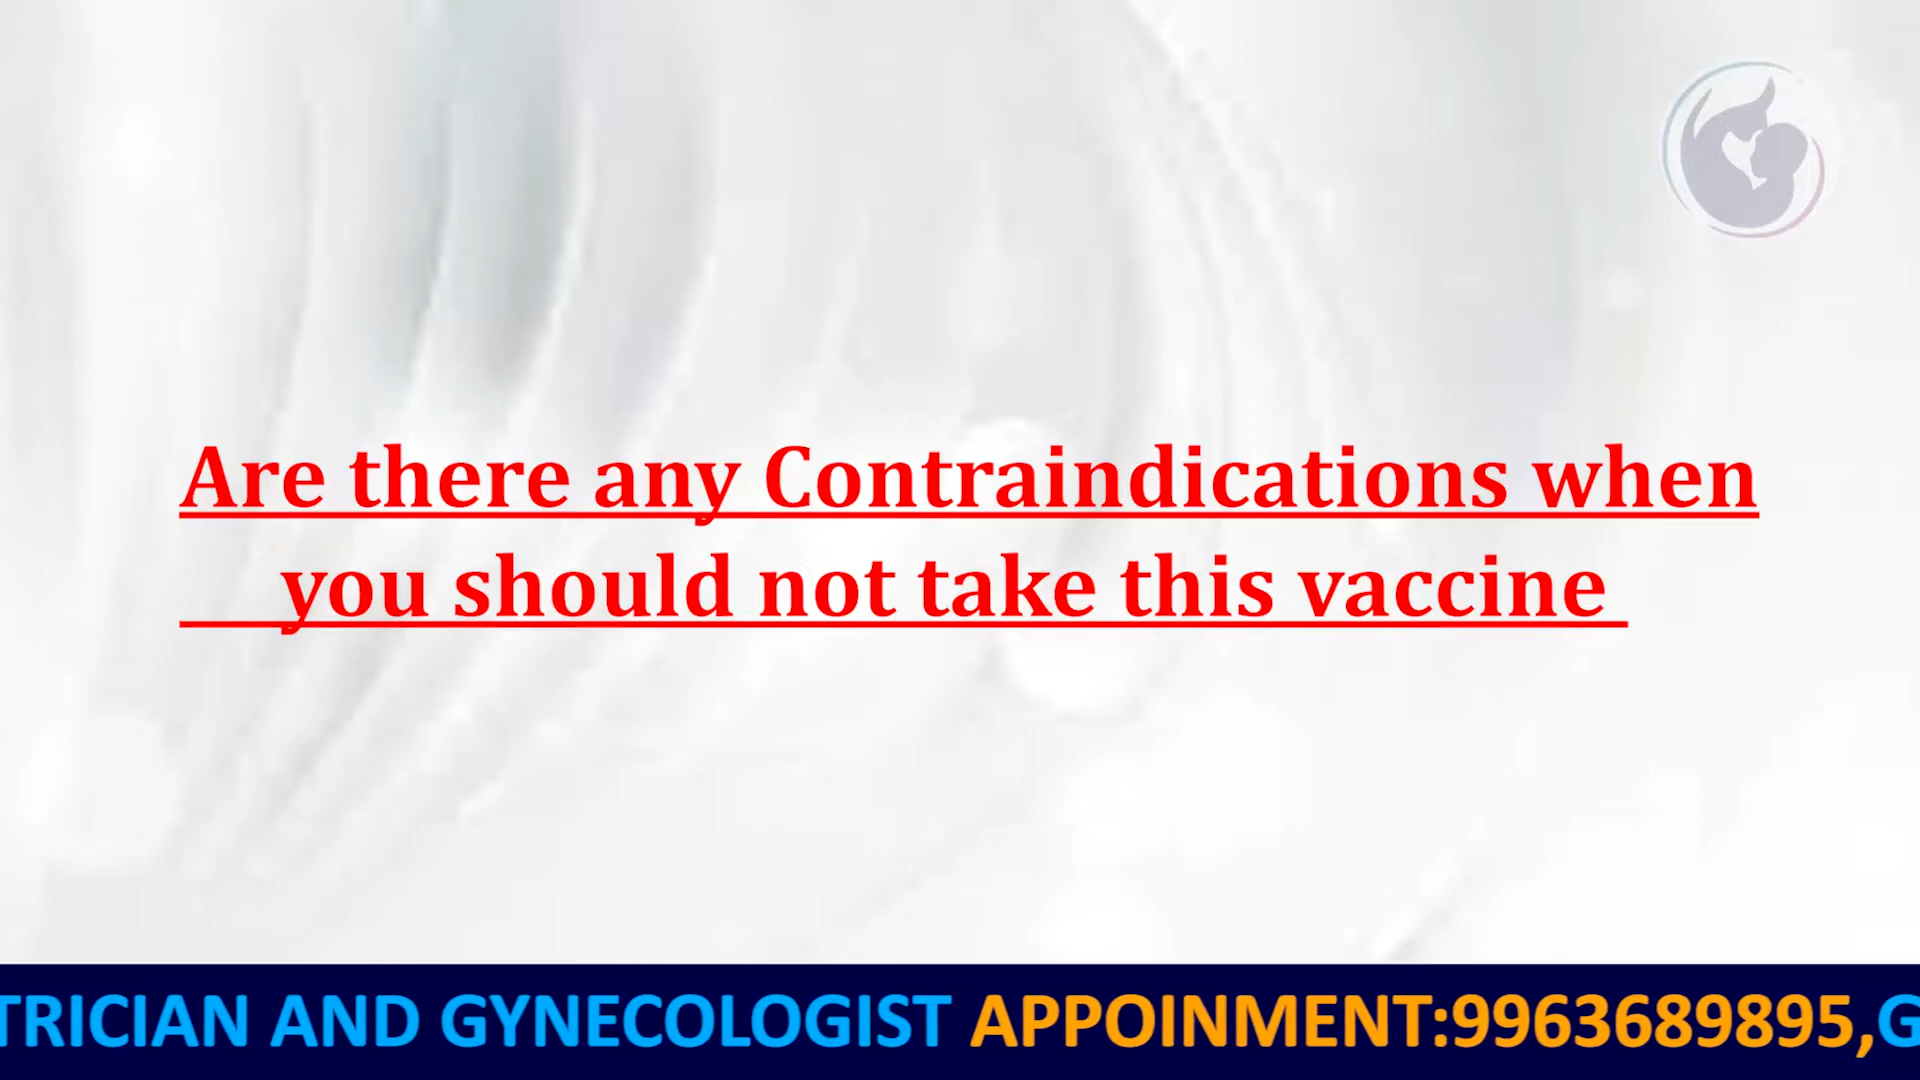 Are there any Contraindications when
you should not take this vaccine
TRICIAN AND GYNECOLOGIST APPOINMENT:9963689895,G